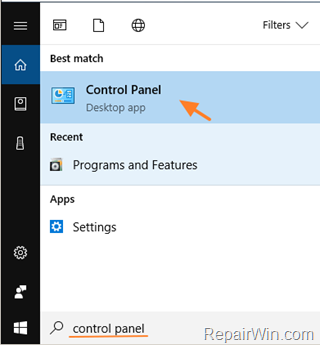 Filters
Best match
Control Panel
Desktop app
Recent
Programs and Features
Apps
Settings
control panel
RepairWin.com